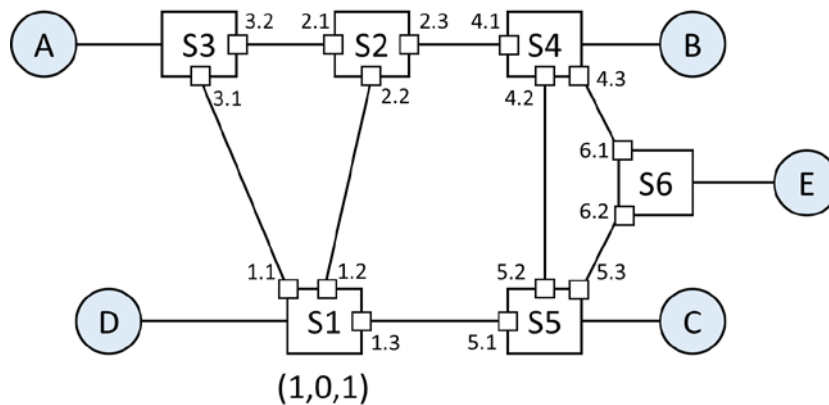 A S3 3.2 2.1 S2 2.3 4.1 S4 B
3.1 2.2 4.2 4.3
6.1
S6 E
6.2
1.1 1.2 5.2 5.3
D S1 1.3 5.1 S5 C
(1,0,1)